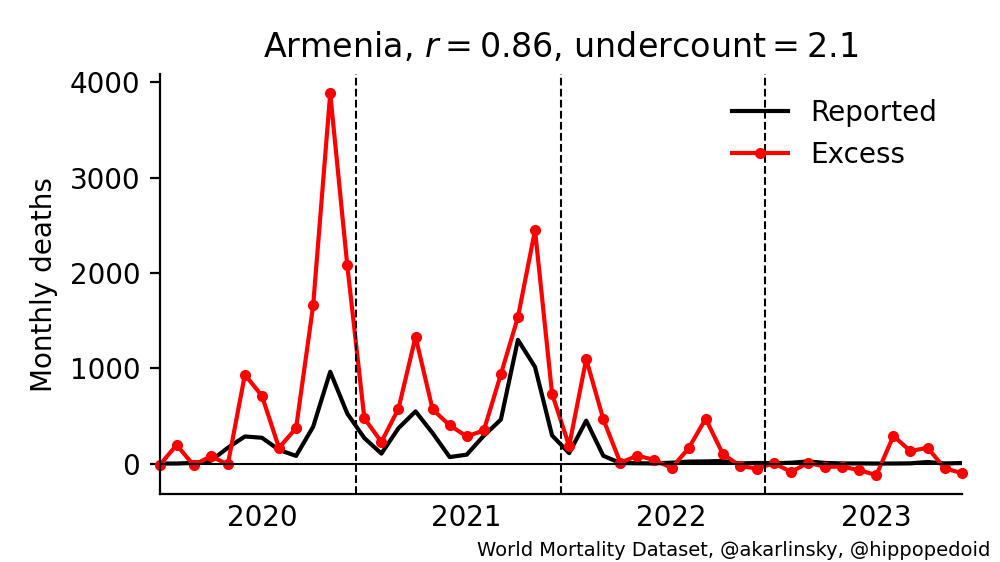 Armenia, r = 0.86, undercount = 2.1
Monthly deaths
4000
3000
2000
1000
0
Reported
Excess
2020 2021 2022 2023
World Mortality Dataset, @akarlinsky, @hippopedoid